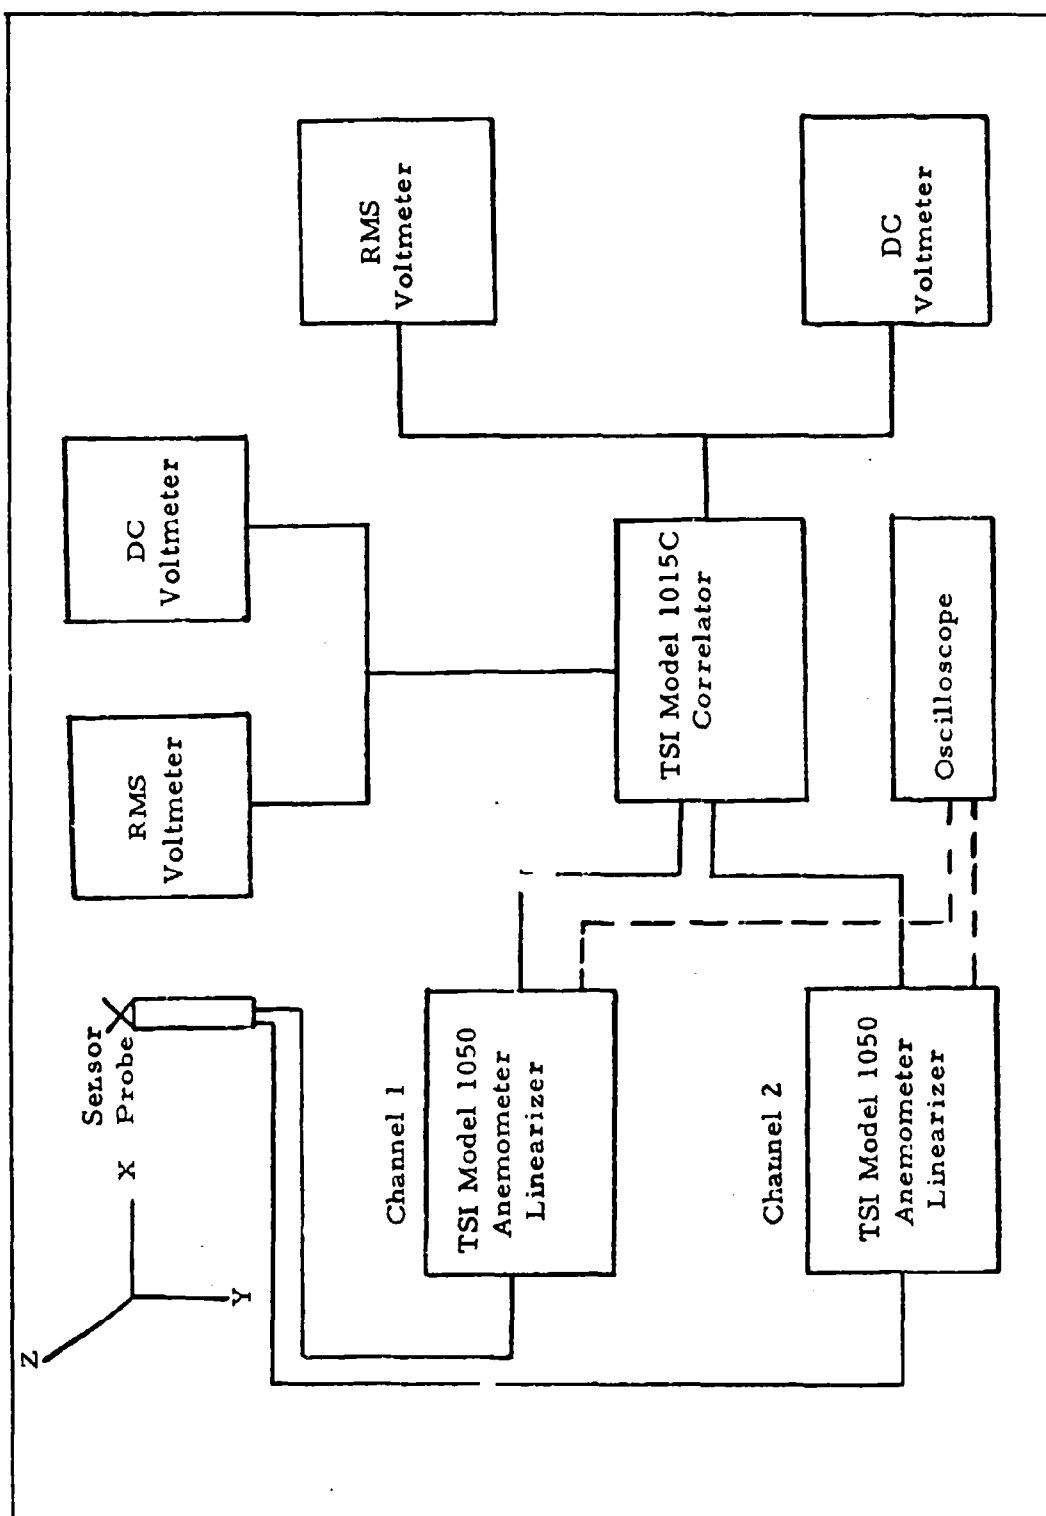 Z
X
Y
Sensor
Probe
RMS
Voltmeter
DC
Voltmeter
RMS
Voltmeter
DC
Voltmeter
Channel 1
TSI Model 1050
Anemometer
Linearizer
TSI Model 1015C
Correlator
Channel 2
TSI Model 1050
Anemometer
Linearizer
Oscilloscope